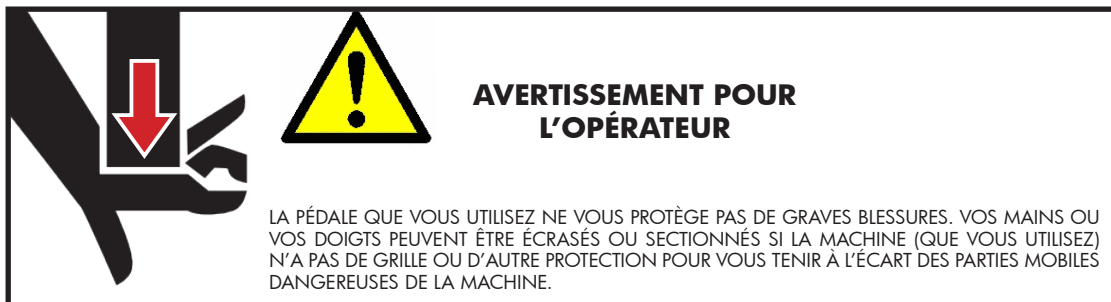 AVERTISSEMENT POUR
L’OPÉRATEUR
LA PÉDALE QUE VOUS UTILISEZ NE VOUS PROTÈGE PAS DE GRAVES BLESSURES. VOS MAINS OU
VOS DOIGTS PEUVENT ÊTRE ÉCRASÉS OU SECTIONNÉS SI LA MACHINE (QUE VOUS UTILISEZ)
N’A PAS DE GRILLE OU D’AUTRE PROTECTION POUR VOUS TENIR À L’ÉCART DES PARTIES MOBILES
DANGEREUSES DE LA MACHINE.